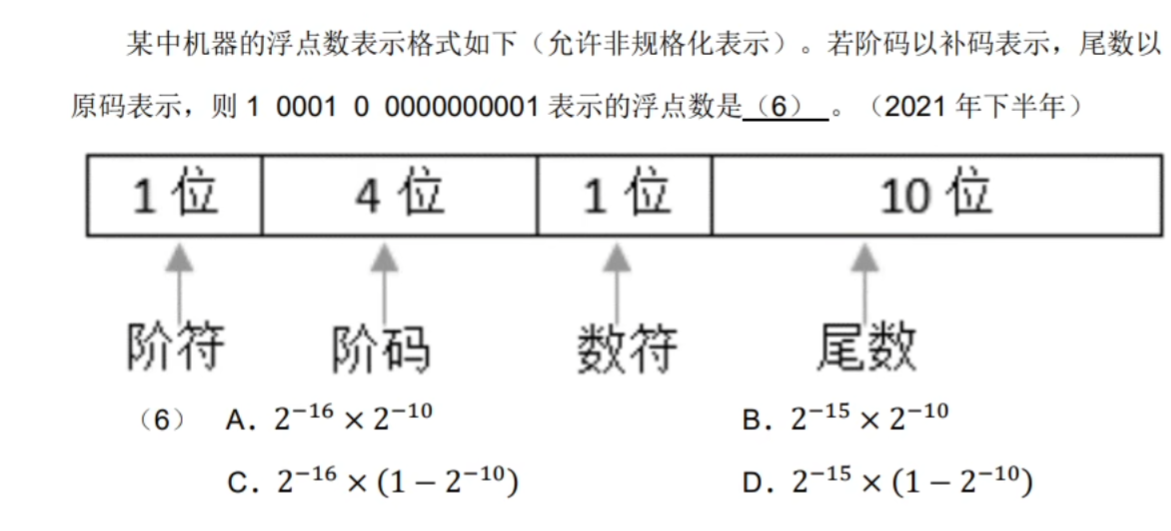 某中机器的浮点数表示格式如下（允许非规格化表示）。若阶码以补码表示，尾数以
原码表示，则 1 0001 0 0000000001 表示的浮点数是（6）。（2021 年下半年）
1 位 4 位 1 位 10 位
阶符 阶码 数符 尾数
（6） A. 2⁻¹⁶ × 2⁻¹⁰ B. 2⁻¹⁵ × 2⁻¹⁰
C. 2⁻¹⁶ × (1 − 2⁻¹⁰) D. 2⁻¹⁵ × (1 − 2⁻¹⁰)